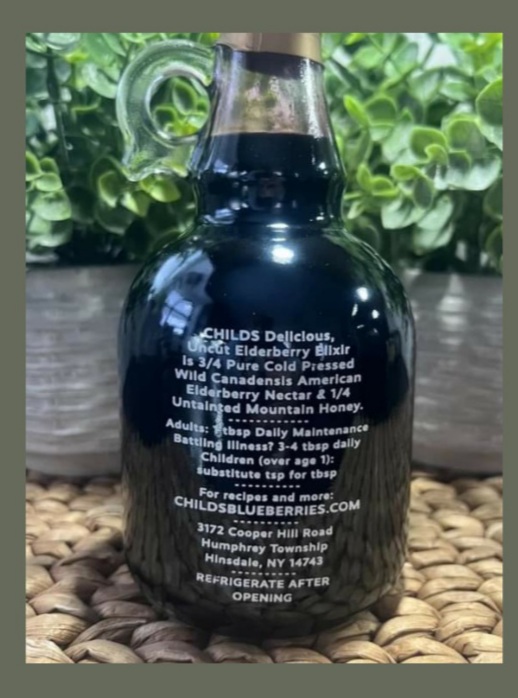 CHILDS Delicious,
Uncut Elderberry Elixir
is 3/4 Pure Cold Pressed
Wild Canadensis American
Elderberry Nectar & 1/4
Untainted Mountain Honey.
Adults: 1 tbsp Daily Maintenance
Battling Illness? 3-4 tbsp daily
Children (over age 1):
substitute tsp for tbsp
For recipes and more:
CHILDSBLUEBERRIES.COM
3172 Cooper Hill Road
Humphrey Township
Hinsdale, NY 14743
REFRIGERATE AFTER
OPENING